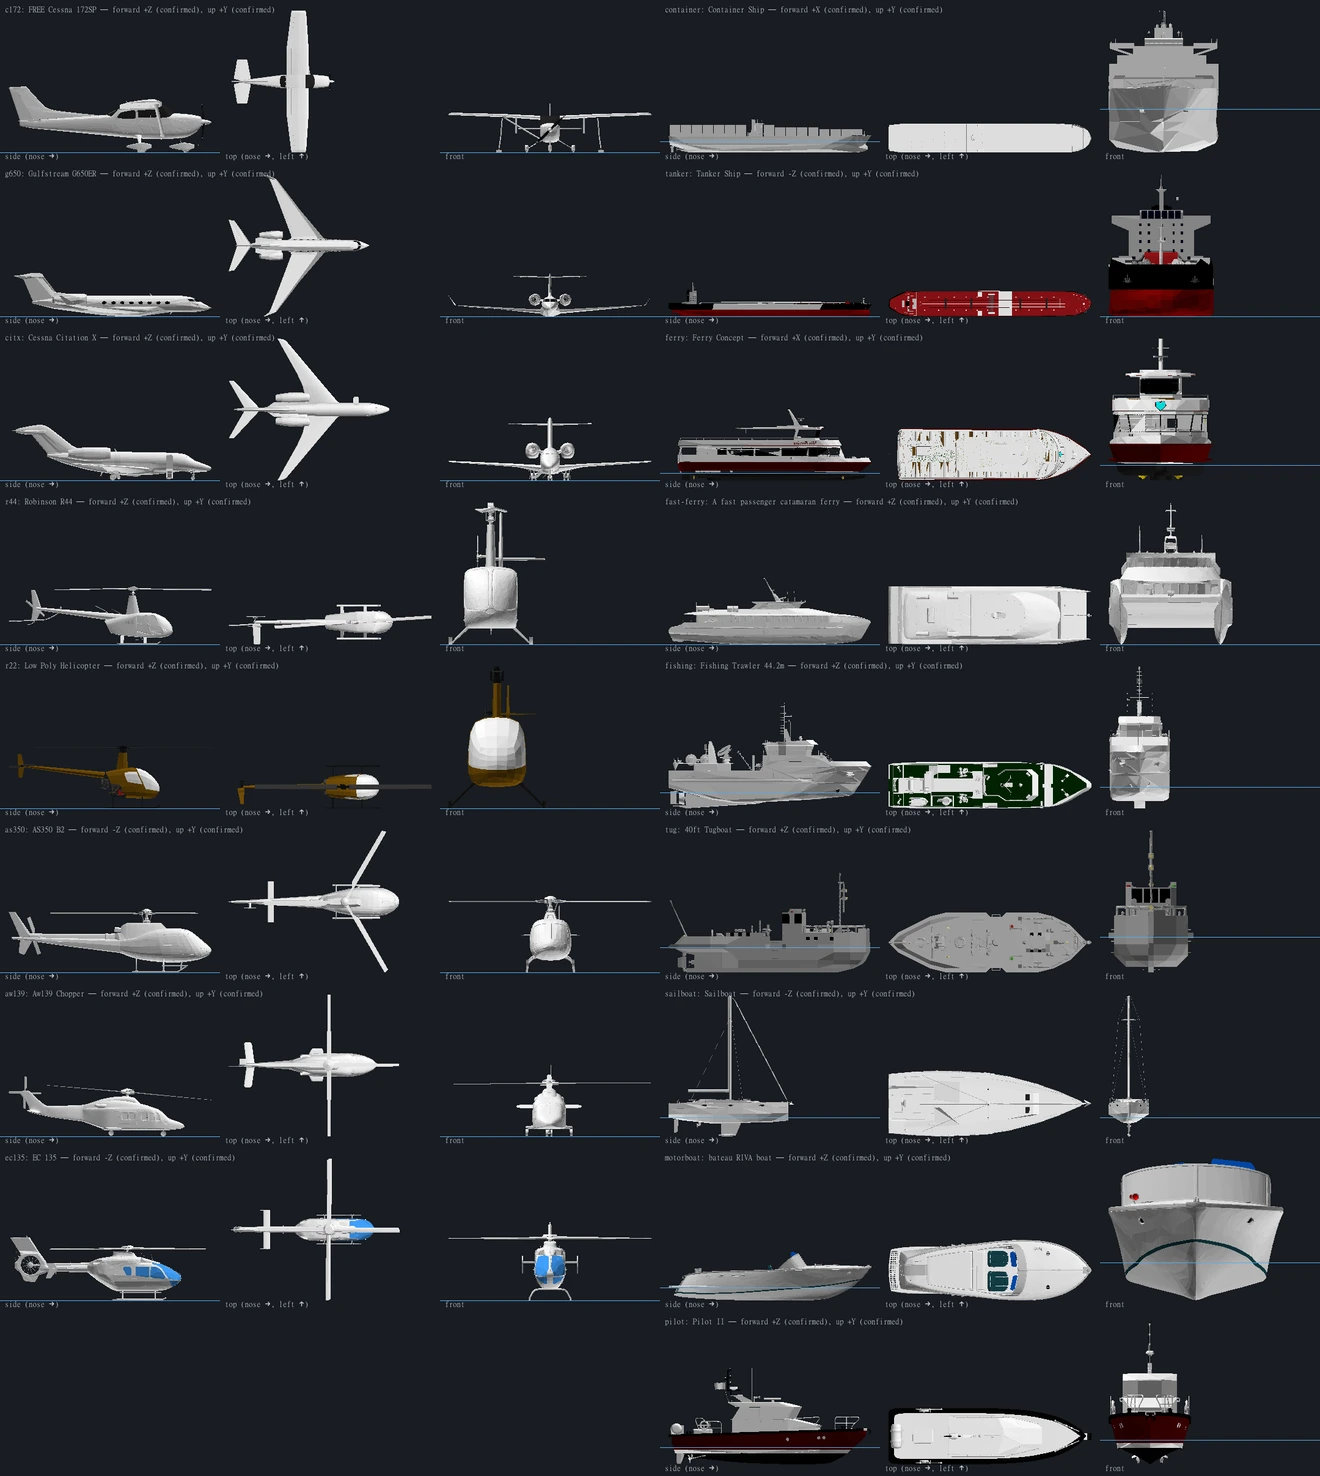 c172: FREE Cessna 172SP — forward +Z (confirmed), up +Y (confirmed)
side (nose →)
top (nose →, left ↑)
front
g650: Gulfstream G650ER — forward +Z (confirmed), up +Y (confirmed)
side (nose →)
top (nose →, left ↑)
front
citx: Cessna Citation X — forward +Z (confirmed), up +Y (confirmed)
side (nose →)
top (nose →, left ↑)
front
r44: Robinson R44 — forward +Z (confirmed), up +Y (confirmed)
side (nose →)
top (nose →, left ↑)
front
r22: Low Poly Helicopter — forward +Z (confirmed), up +Y (confirmed)
side (nose →)
top (nose →, left ↑)
front
as350: AS350 B2 — forward -Z (confirmed), up +Y (confirmed)
side (nose →)
top (nose →, left ↑)
front
aw139: Aw139 Chopper — forward +Z (confirmed), up +Y (confirmed)
side (nose →)
top (nose →, left ↑)
front
ec135: EC 135 — forward -Z (confirmed), up +Y (confirmed)
side (nose →)
top (nose →, left ↑)
front
container: Container Ship — forward +X (confirmed), up +Y (confirmed)
side (nose →)
top (nose →, left ↑)
front
tanker: Tanker Ship — forward -Z (confirmed), up +Y (confirmed)
side (nose →)
top (nose →, left ↑)
front
ferry: Ferry Concept — forward +X (confirmed), up +Y (confirmed)
side (nose →)
top (nose →, left ↑)
front
fast-ferry: A fast passenger catamaran ferry — forward +Z (confirmed), up +Y (confirmed)
side (nose →)
top (nose →, left ↑)
front
fishing: Fishing Trawler 44.2m — forward +Z (confirmed), up +Y (confirmed)
side (nose →)
top (nose →, left ↑)
front
tug: 40ft Tugboat — forward +Z (confirmed), up +Y (confirmed)
side (nose →)
top (nose →, left ↑)
front
sailboat: Sailboat — forward -Z (confirmed), up +Y (confirmed)
side (nose →)
top (nose →, left ↑)
front
motorboat: bateau RIVA boat — forward +Z (confirmed), up +Y (confirmed)
side (nose →)
top (nose →, left ↑)
front
pilot: Pilot 11 — forward +Z (confirmed), up +Y (confirmed)
side (nose →)
top (nose →, left ↑)
front